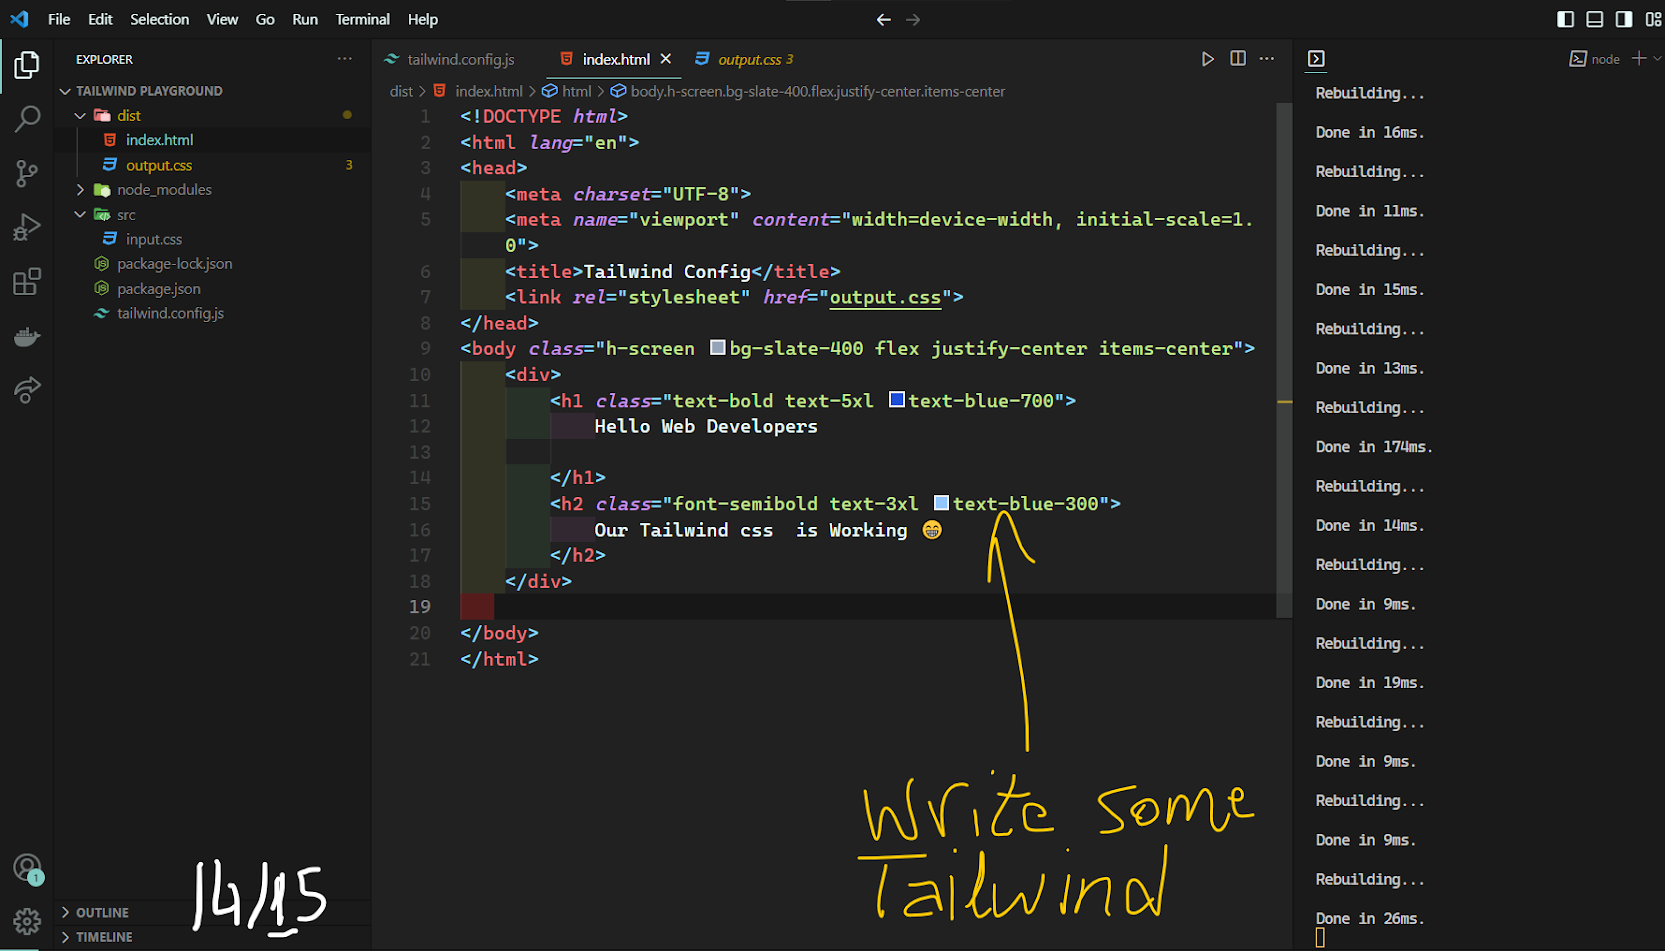 File Edit Selection View Go Run Terminal Help
EXPLORER
TAILWIND PLAYGROUND
dist
index.html
output.css 3
node_modules
src
input.css
package-lock.json
package.json
tailwind.config.js
OUTLINE
TIMELINE
1
14/15
tailwind.config.js index.html output.css 3
dist > index.html > html > body.h-screen.bg-slate-400.flex.justify-center.items-center
1 <!DOCTYPE html>
2 <html lang="en">
3 <head>
4 <meta charset="UTF-8">
5 <meta name="viewport" content="width=device-width, initial-scale=1.
0">
6 <title>Tailwind Config</title>
7 <link rel="stylesheet" href="output.css">
8 </head>
9 <body class="h-screen bg-slate-400 flex justify-center items-center">
10 <div>
11 <h1 class="text-bold text-5xl text-blue-700">
12 Hello Web Developers
13
14 </h1>
15 <h2 class="font-semibold text-3xl text-blue-300">
16 Our Tailwind css  is Working 😁
17 </h2>
18 </div>
19
20 </body>
21 </html>
Write some
Tailwind
node
Rebuilding...
Done in 16ms.
Rebuilding...
Done in 11ms.
Rebuilding...
Done in 15ms.
Rebuilding...
Done in 13ms.
Rebuilding...
Done in 174ms.
Rebuilding...
Done in 14ms.
Rebuilding...
Done in 9ms.
Rebuilding...
Done in 19ms.
Rebuilding...
Done in 9ms.
Rebuilding...
Done in 9ms.
Rebuilding...
Done in 26ms.